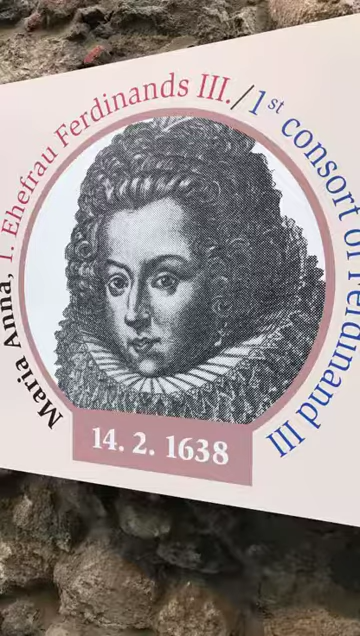 Maria Anna, 1. Ehefrau Ferdinands III./1st consort of Ferdinand III
14. 2. 1638